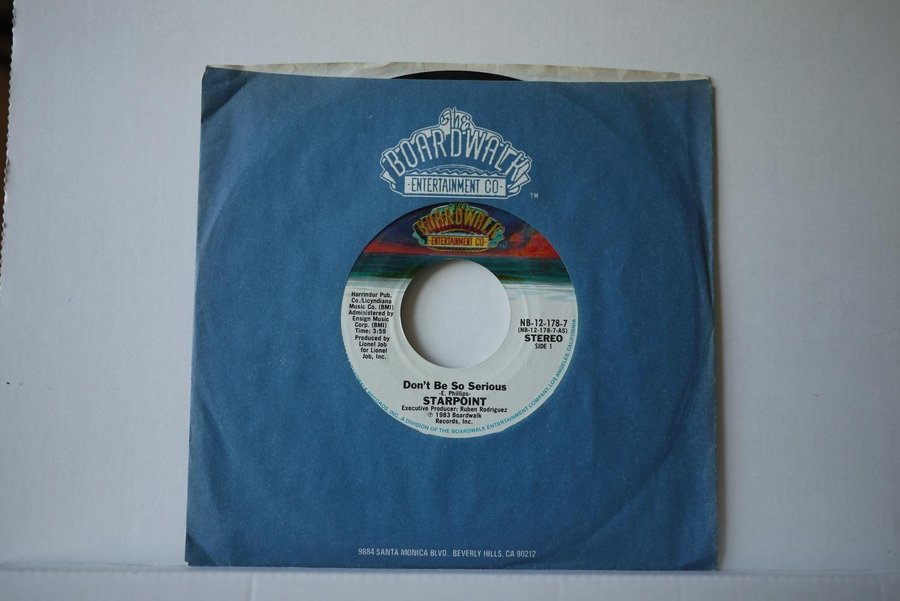 The
BOARDWALK
·ENTERTAINMENT CO·
TM
BOARDWALK
·ENTERTAINMENT CO·
TM
Harrindur Pub.
Co./Licyndiana
Music Co. (BMI)
Administered by
Ensign Music
Corp. (BMI)
Time: 3:59
Produced by
Lionel Job
for Lionel
Job, Inc.
NB-12-178-7
(NB-12-178-7-AS)
STEREO
SIDE 1
Don't Be So Serious
-E. Phillips-
STARPOINT
Executive Producer: Ruben Rodriguez
℗ 1983 Boardwalk
Records, Inc.
RECORDS, INC. A DIVISION OF THE BOARDWALK ENTERTAINMENT COMPANY, LOS ANGELES, CALIFORNIA
9884 SANTA MONICA BLVD., BEVERLY HILLS, CA 90212